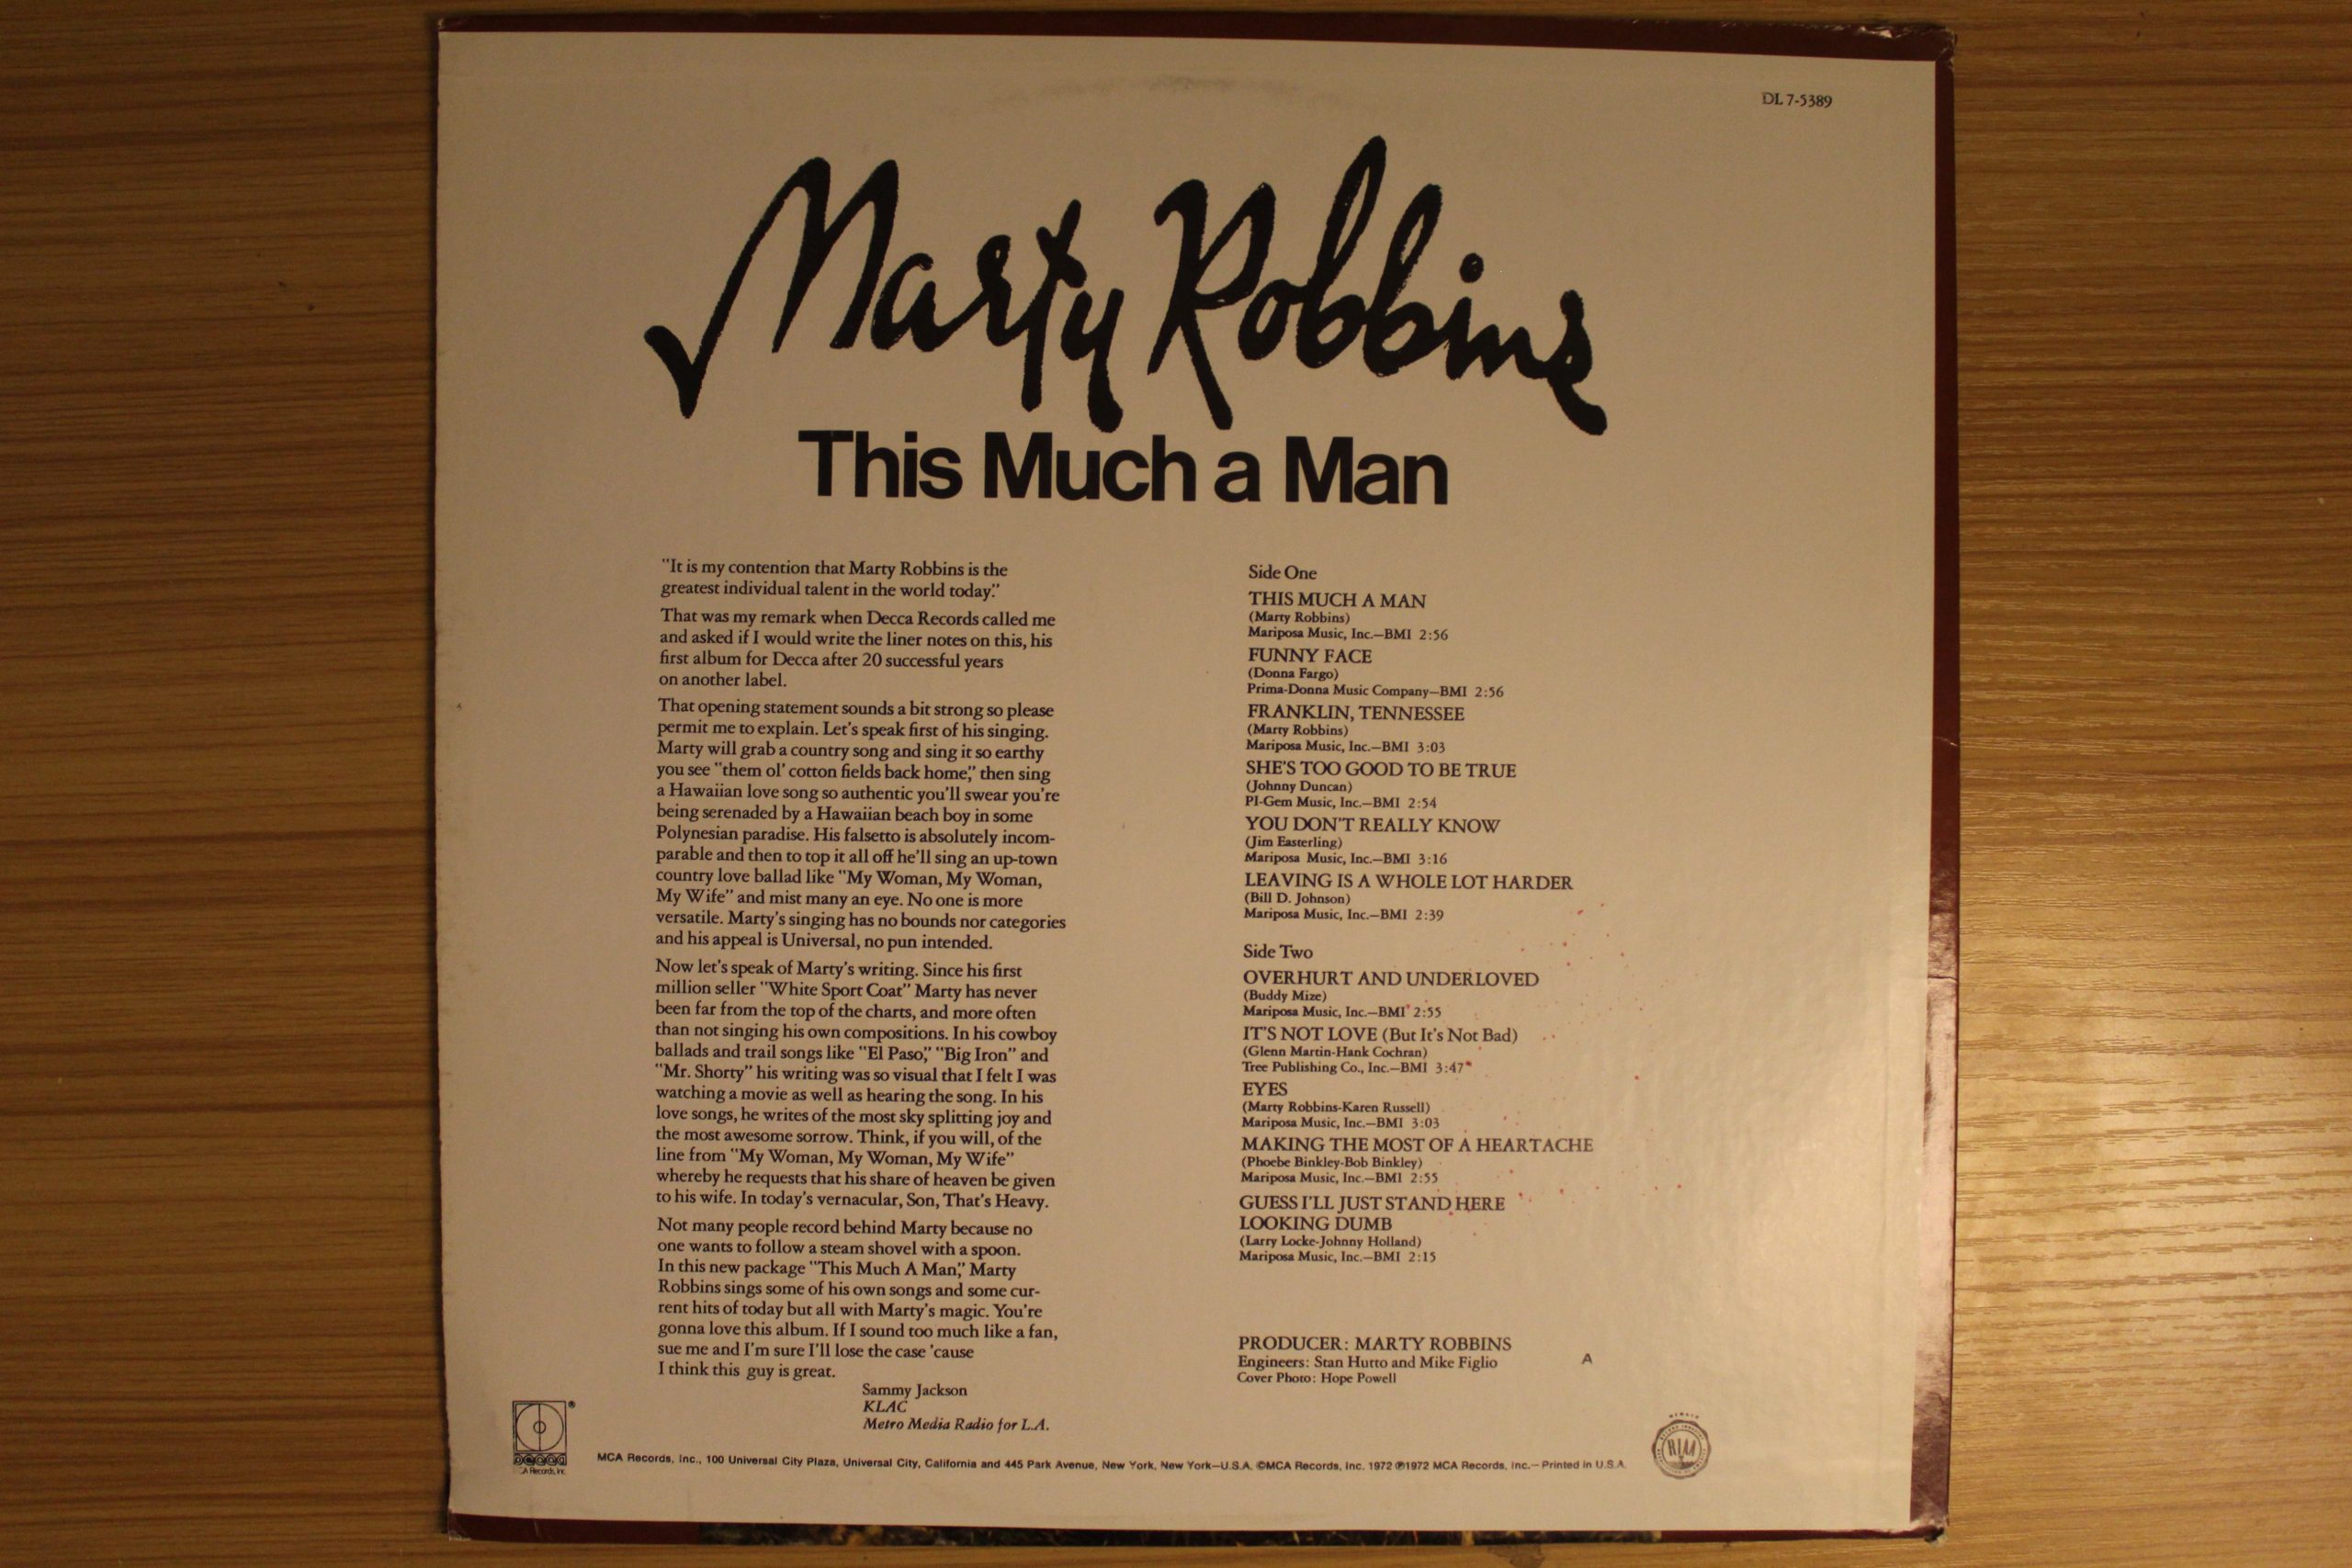 DL 7-5389
Marty Robbins
This Much a Man
"It is my contention that Marty Robbins is the
greatest individual talent in the world today."
That was my remark when Decca Records called me
and asked if I would write the liner notes on this, his
first album for Decca after 20 successful years
on another label.
That opening statement sounds a bit strong so please
permit me to explain. Let's speak first of his singing.
Marty will grab a country song and sing it so earthy
you see "them ol' cotton fields back home," then sing
a Hawaiian love song so authentic you'll swear you're
being serenaded by a Hawaiian beach boy in some
Polynesian paradise. His falsetto is absolutely incom-
parable and then to top it all off he'll sing an up-town
country love ballad like "My Woman, My Woman,
My Wife" and mist many an eye. No one is more
versatile. Marty's singing has no bounds nor categories
and his appeal is Universal, no pun intended.
Now let's speak of Marty's writing. Since his first
million seller "White Sport Coat" Marty has never
been far from the top of the charts, and more often
than not singing his own compositions. In his cowboy
ballads and trail songs like "El Paso," "Big Iron" and
"Mr. Shorty" his writing was so visual that I felt I was
watching a movie as well as hearing the song. In his
love songs, he writes of the most sky splitting joy and
the most awesome sorrow. Think, if you will, of the
line from "My Woman, My Woman, My Wife"
whereby he requests that his share of heaven be given
to his wife. In today's vernacular, Son, That's Heavy.
Not many people record behind Marty because no
one wants to follow a steam shovel with a spoon.
In this new package "This Much A Man," Marty
Robbins sings some of his own songs and some cur-
rent hits of today but all with Marty's magic. You're
gonna love this album. If I sound too much like a fan,
sue me and I'm sure I'll lose the case 'cause
I think this guy is great.
Sammy Jackson
KLAC
Metro Media Radio for L.A.
Side One
THIS MUCH A MAN
(Marty Robbins)
Mariposa Music, Inc.—BMI 2:56
FUNNY FACE
(Donna Fargo)
Prima-Donna Music Company—BMI 2:56
FRANKLIN, TENNESSEE
(Marty Robbins)
Mariposa Music, Inc.—BMI 3:03
SHE'S TOO GOOD TO BE TRUE
(Johnny Duncan)
PI-Gem Music, Inc.—BMI 2:54
YOU DON'T REALLY KNOW
(Jim Easterling)
Mariposa Music, Inc.—BMI 3:16
LEAVING IS A WHOLE LOT HARDER
(Bill D. Johnson)
Mariposa Music, Inc.—BMI 2:39
Side Two
OVERHURT AND UNDERLOVED
(Buddy Mize)
Mariposa Music, Inc.—BMI 2:55
IT'S NOT LOVE (But It's Not Bad)
(Glenn Martin-Hank Cochran)
Tree Publishing Co., Inc.—BMI 3:47
EYES
(Marty Robbins-Karen Russell)
Mariposa Music, Inc.—BMI 3:03
MAKING THE MOST OF A HEARTACHE
(Phoebe Binkley-Bob Binkley)
Mariposa Music, Inc.—BMI 2:55
GUESS I'LL JUST STAND HERE
LOOKING DUMB
(Larry Locke-Johnny Holland)
Mariposa Music, Inc.—BMI 2:15
PRODUCER: MARTY ROBBINS
Engineers: Stan Hutto and Mike Figlio
Cover Photo: Hope Powell
A
DECCA ®
MCA Records, Inc., 100 Universal City Plaza, Universal City, California and 445 Park Avenue, New York, New York—U.S.A. ©MCA Records, Inc. 1972 ℗1972 MCA Records, Inc.—Printed in U.S.A.